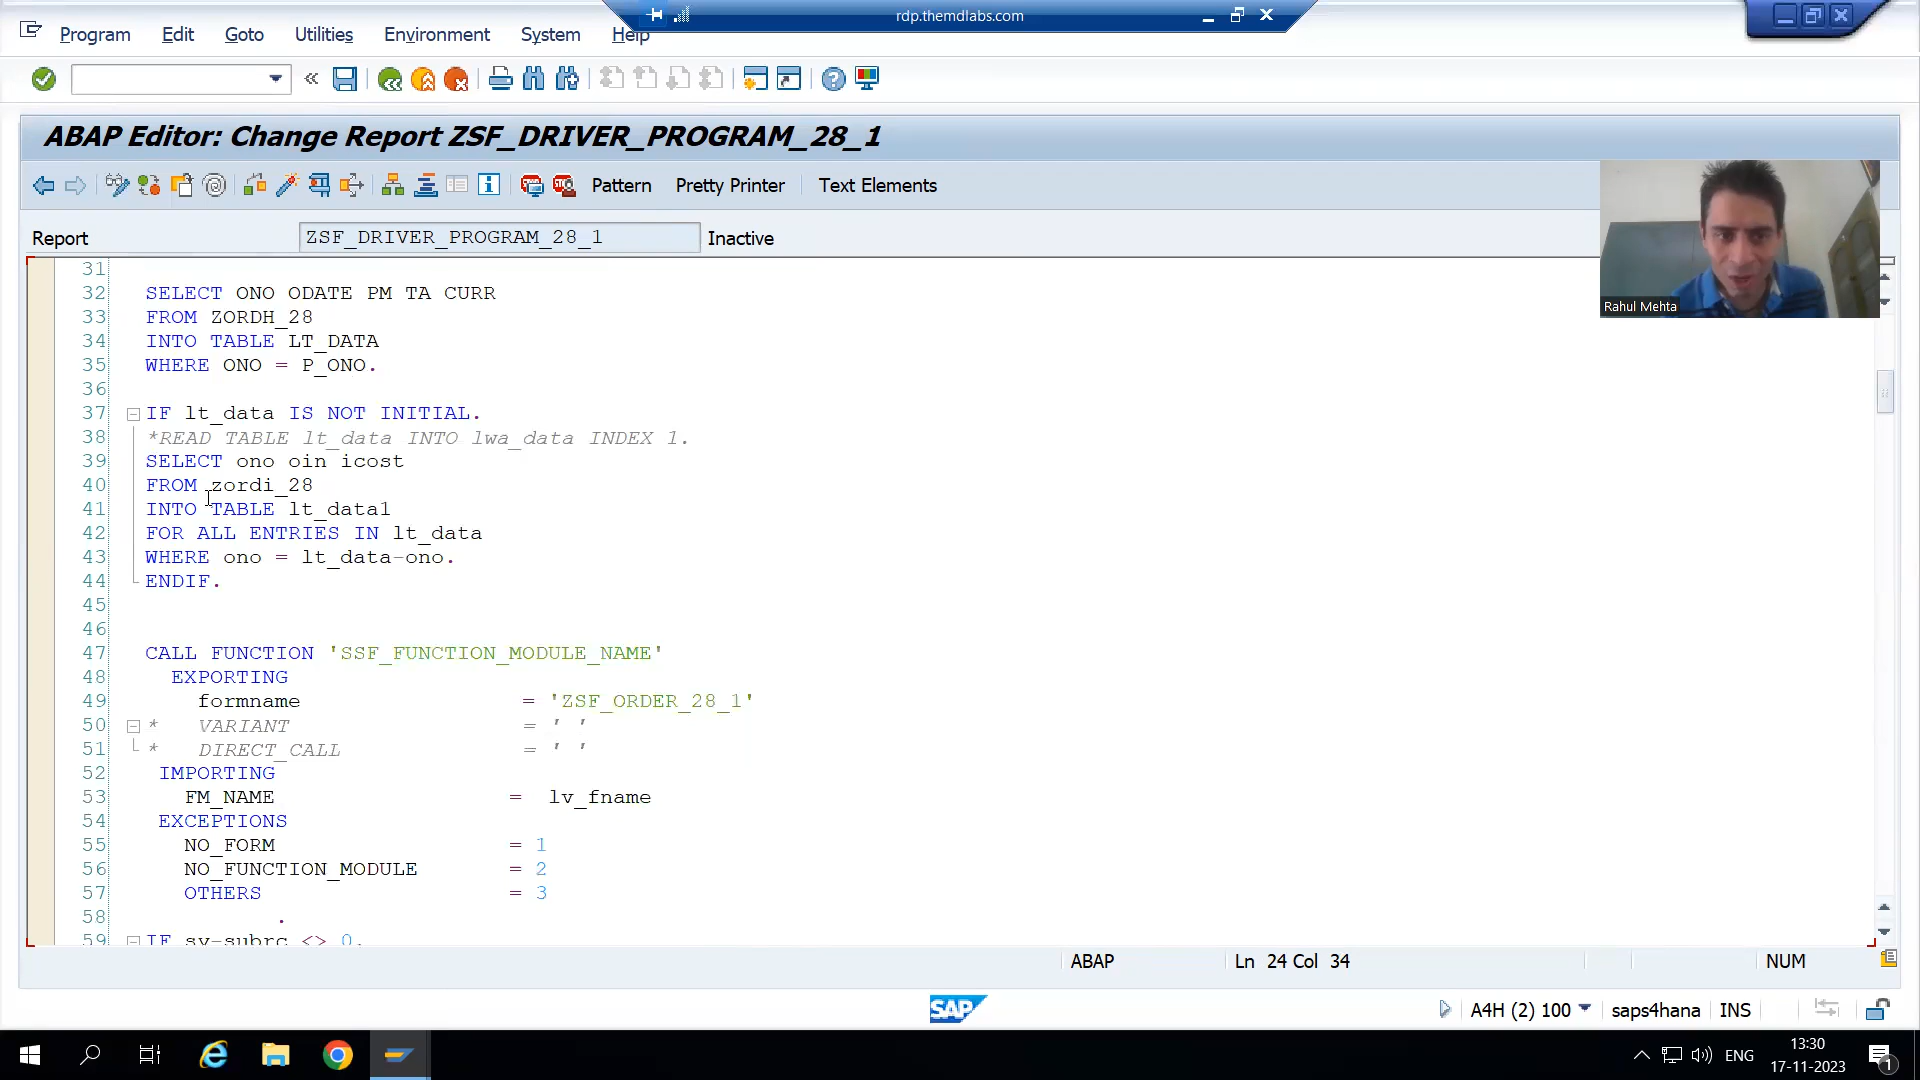 rdp.themdlabs.com
Program Edit Goto Utilities Environment System Help
ABAP Editor: Change Report ZSF_DRIVER_PROGRAM_28_1
Pattern Pretty Printer Text Elements
Report ZSF_DRIVER_PROGRAM_28_1 Inactive
Rahul Mehta
31
32 SELECT ONO ODATE PM TA CURR
33 FROM ZORDH_28
34 INTO TABLE LT_DATA
35 WHERE ONO = P_ONO.
36
37 IF lt_data IS NOT INITIAL.
38 *READ TABLE lt_data INTO lwa_data INDEX 1.
39 SELECT ono oin icost
40 FROM zordi_28
41 INTO TABLE lt_data1
42 FOR ALL ENTRIES IN lt_data
43 WHERE ono = lt_data-ono.
44 ENDIF.
45
46
47 CALL FUNCTION 'SSF_FUNCTION_MODULE_NAME'
48 EXPORTING
49 formname = 'ZSF_ORDER_28_1'
50 * VARIANT = ' '
51 * DIRECT_CALL = ' '
52 IMPORTING
53 FM_NAME = lv_fname
54 EXCEPTIONS
55 NO_FORM = 1
56 NO_FUNCTION_MODULE = 2
57 OTHERS = 3
58 .
59 IF sy-subrc <> 0.
ABAP Ln 24 Col 34 NUM
SAP A4H (2) 100 saps4hana INS
ENG 13:30
17-11-2023
1